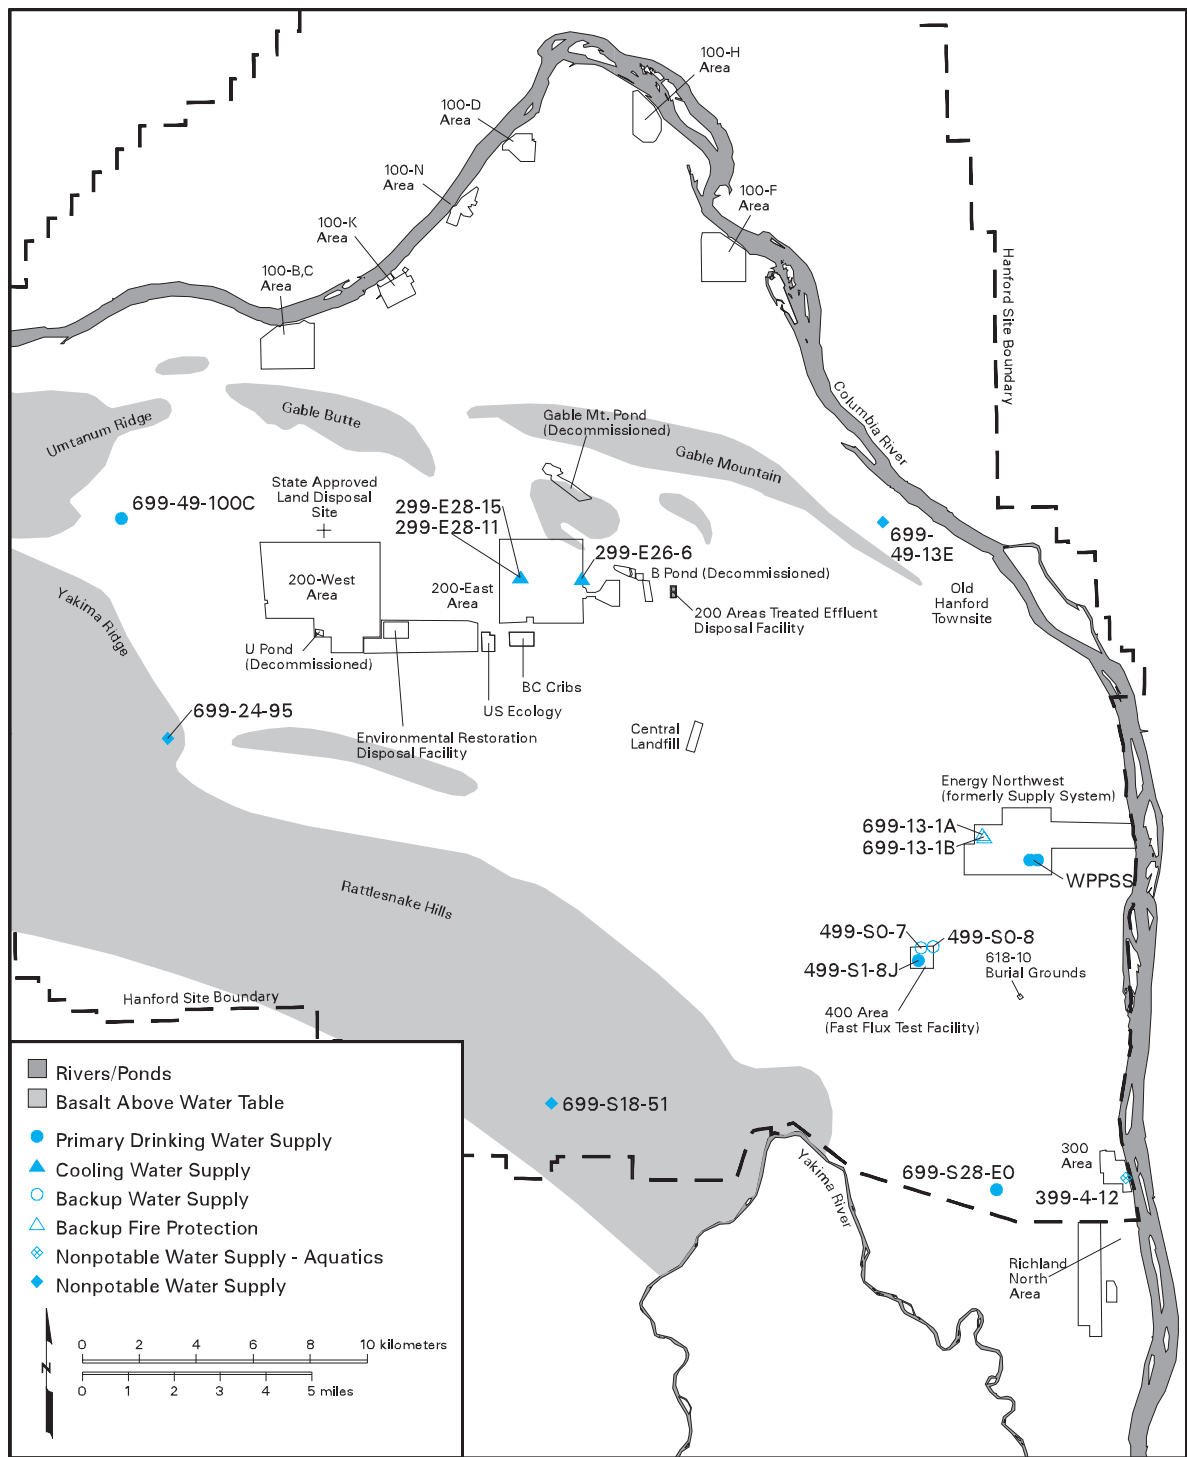 100-H
Area
100-D
Area
100-N
Area
100-F
Area
100-K
Area
100-B,C
Area
Hanford Site Boundary
Columbia River
Umtanum Ridge
Gable Butte
Gable Mt. Pond
(Decommissioned)
Gable Mountain
699-49-100C
State Approved
Land Disposal
Site
299-E28-15
299-E28-11
299-E26-6
699-
49-13E
B Pond (Decommissioned)
200-West
Area
200-East
Area
200 Areas Treated Effluent
Disposal Facility
Old
Hanford
Townsite
Yakima Ridge
U Pond
(Decommissioned)
BC Cribs
US Ecology
699-24-95
Environmental Restoration
Disposal Facility
Central
Landfill
Energy Northwest
(formerly Supply System)
699-13-1A
699-13-1B
WPPSS
Rattlesnake Hills
499-S0-7
499-S0-8
499-S1-8J
618-10
Burial Grounds
400 Area
(Fast Flux Test Facility)
Hanford Site Boundary
699-S18-51
Yakima River
699-S28-E0
300
Area
399-4-12
Richland
North
Area
Rivers/Ponds
Basalt Above Water Table
Primary Drinking Water Supply
Cooling Water Supply
Backup Water Supply
Backup Fire Protection
Nonpotable Water Supply - Aquatics
Nonpotable Water Supply
N
0 2 4 6 8 10 kilometers
0 1 2 3 4 5 miles